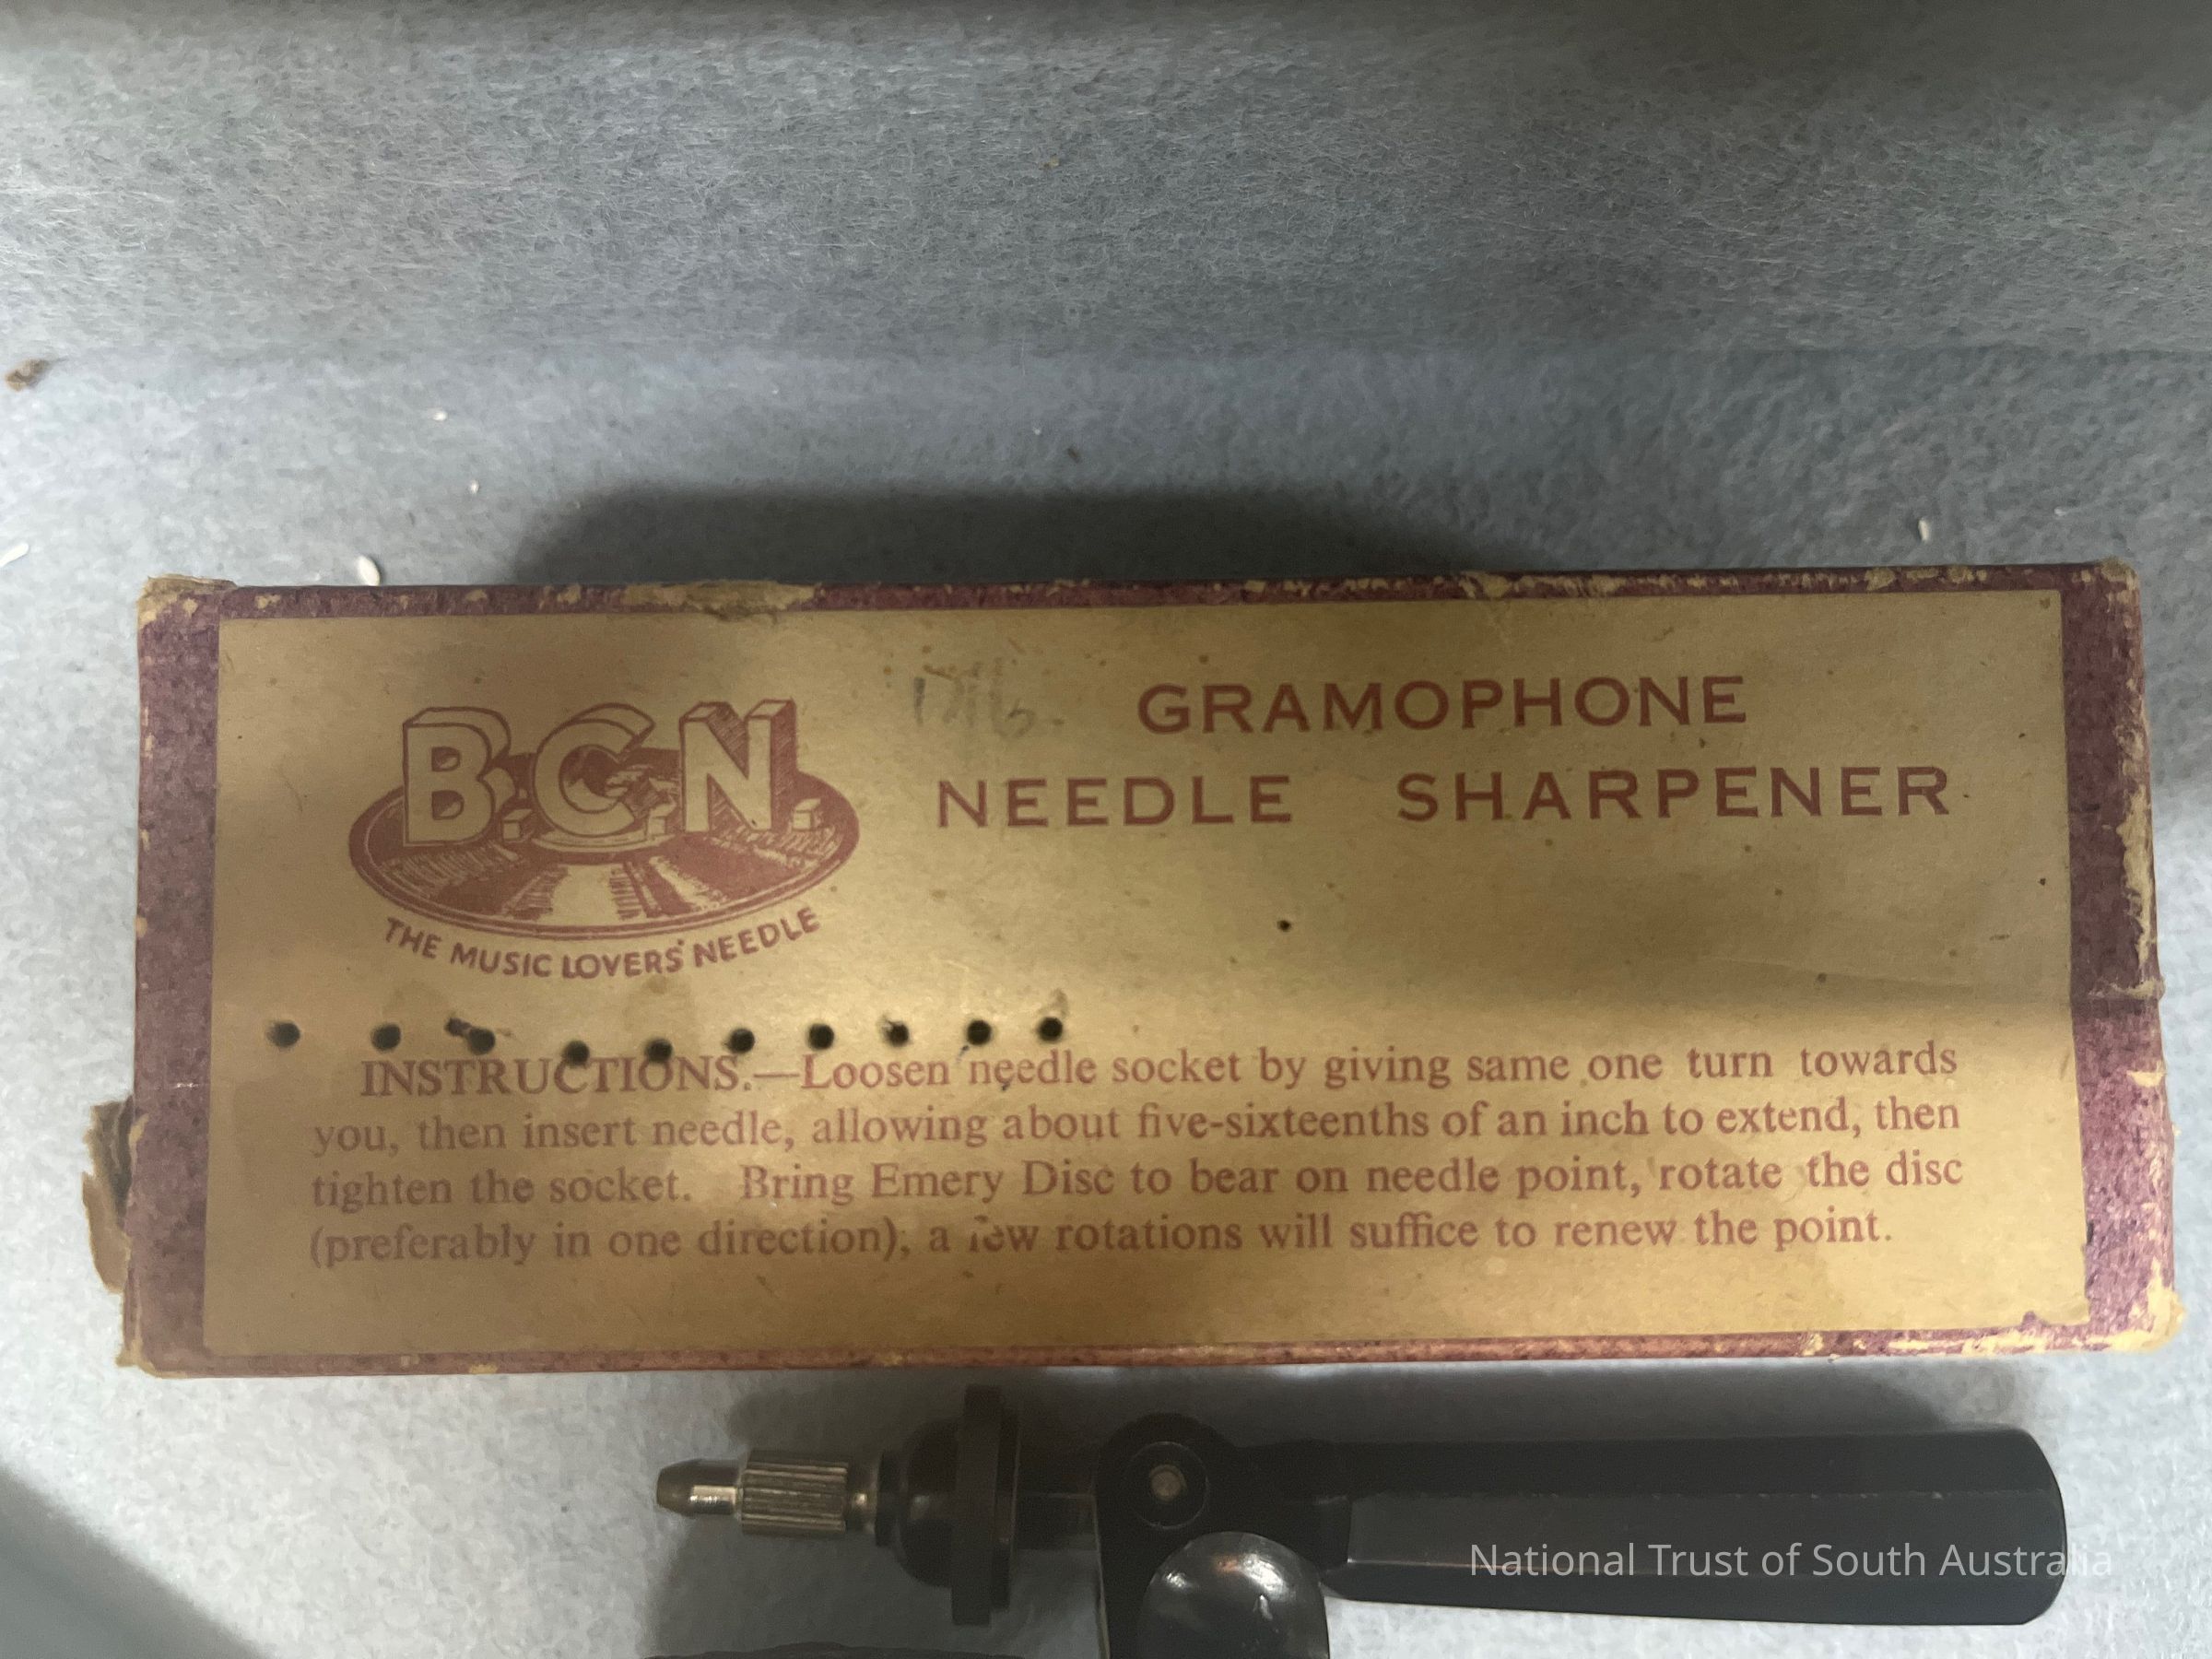 B.C.N.
THE MUSIC LOVERS' NEEDLE
GRAMOPHONE
NEEDLE SHARPENER
INSTRUCTIONS.—Loosen needle socket by giving same one turn towards
you, then insert needle, allowing about five-sixteenths of an inch to extend, then
tighten the socket. Bring Emery Disc to bear on needle point, rotate the disc
(preferably in one direction); a few rotations will suffice to renew the point.
National Trust of South Australia